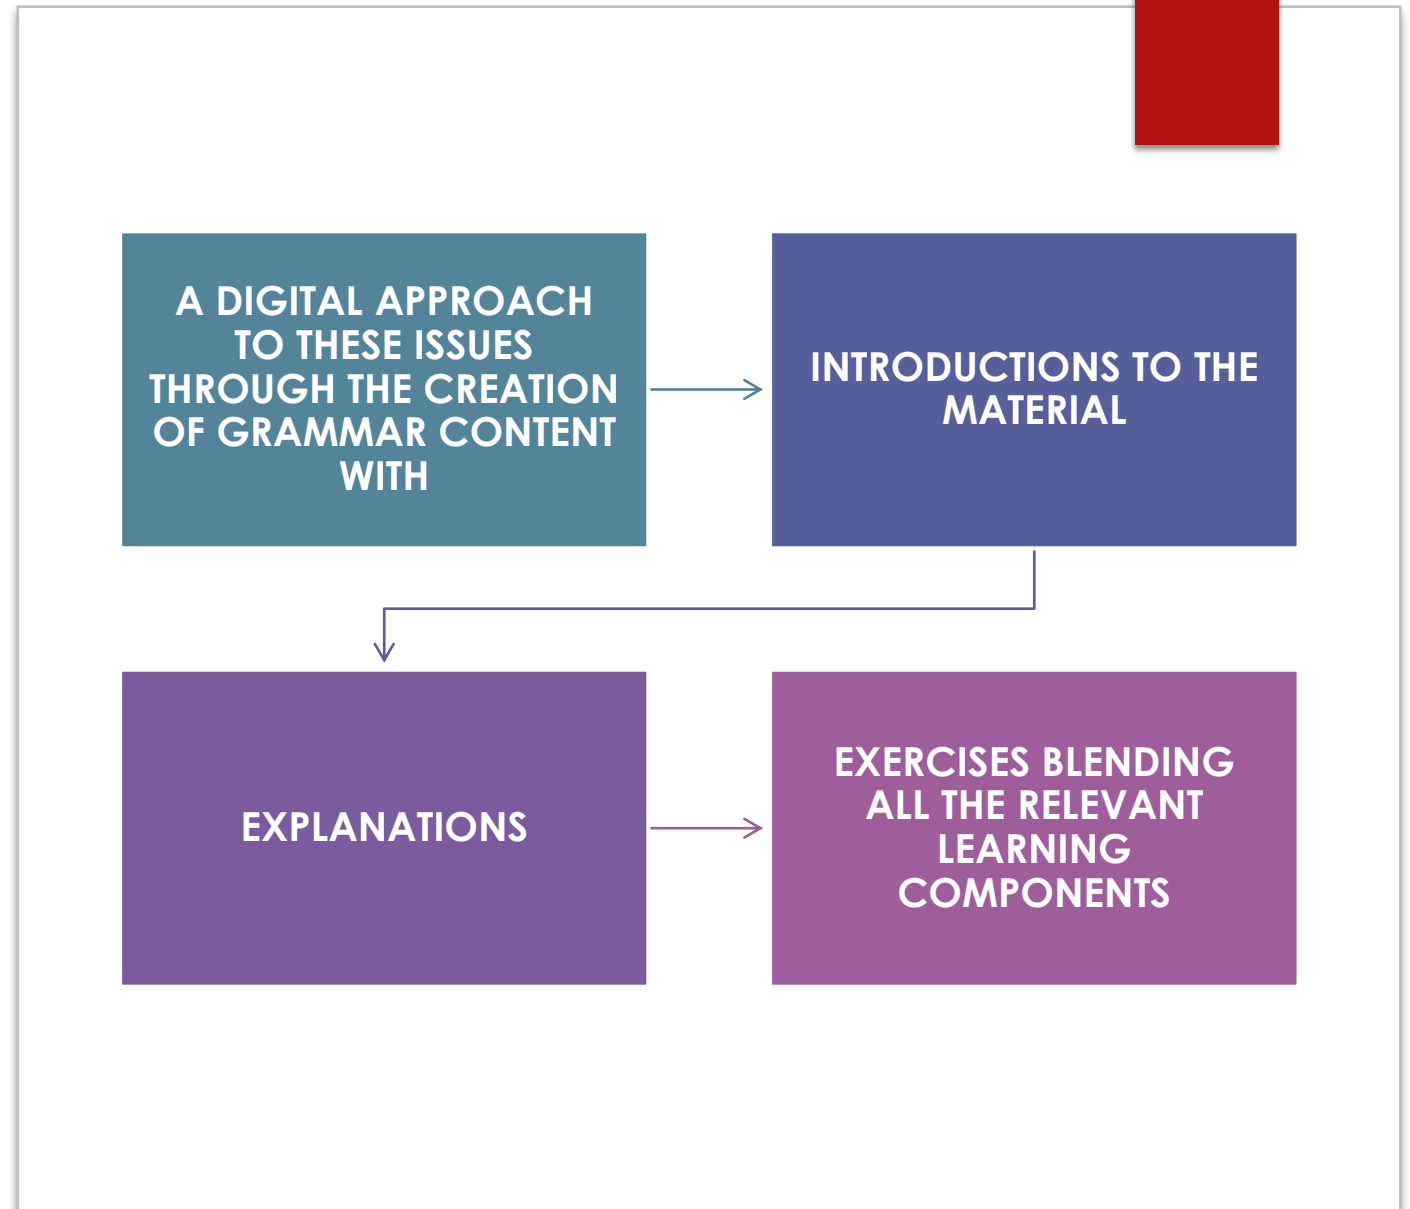 A DIGITAL APPROACH
TO THESE ISSUES
THROUGH THE CREATION
OF GRAMMAR CONTENT
WITH
INTRODUCTIONS TO THE
MATERIAL
EXPLANATIONS
EXERCISES BLENDING
ALL THE RELEVANT
LEARNING
COMPONENTS